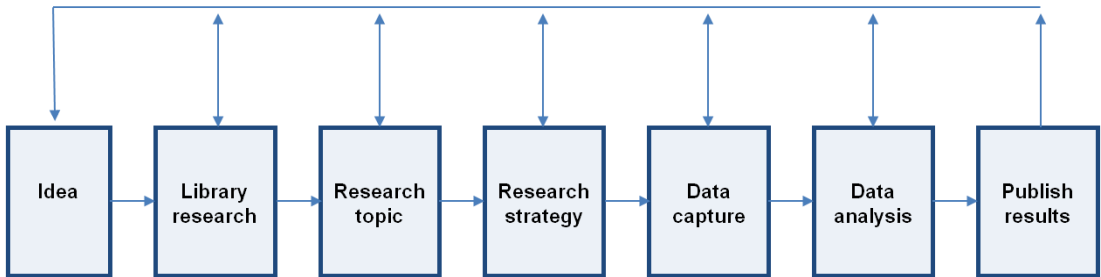 Idea
Library
research
Research
topic
Research
strategy
Data
capture
Data
analysis
Publish
results